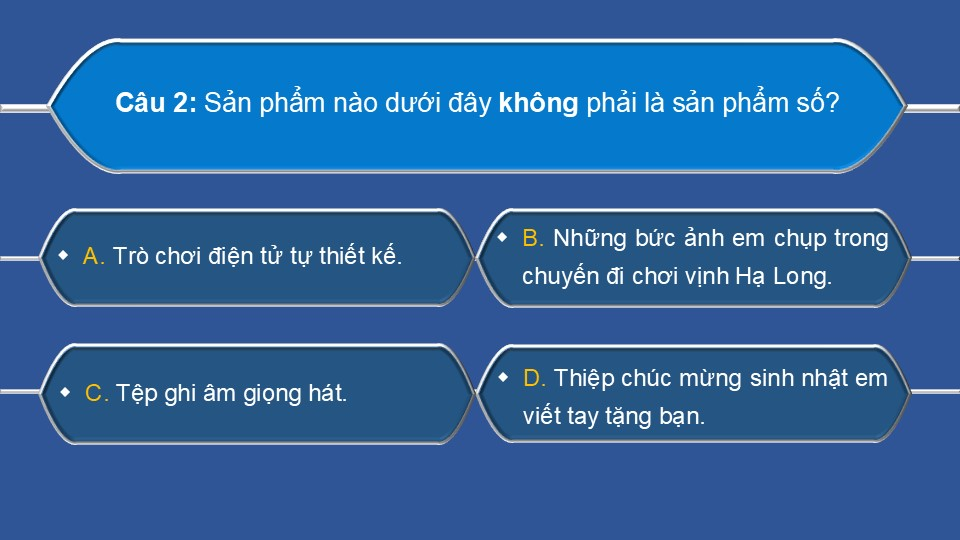 Câu 2: Sản phẩm nào dưới đây không phải là sản phẩm số?
◆ A. Trò chơi điện tử tự thiết kế.
◆ B. Những bức ảnh em chụp trong
chuyến đi chơi vịnh Hạ Long.
◆ C. Tệp ghi âm giọng hát.
◆ D. Thiệp chúc mừng sinh nhật em
viết tay tặng bạn.